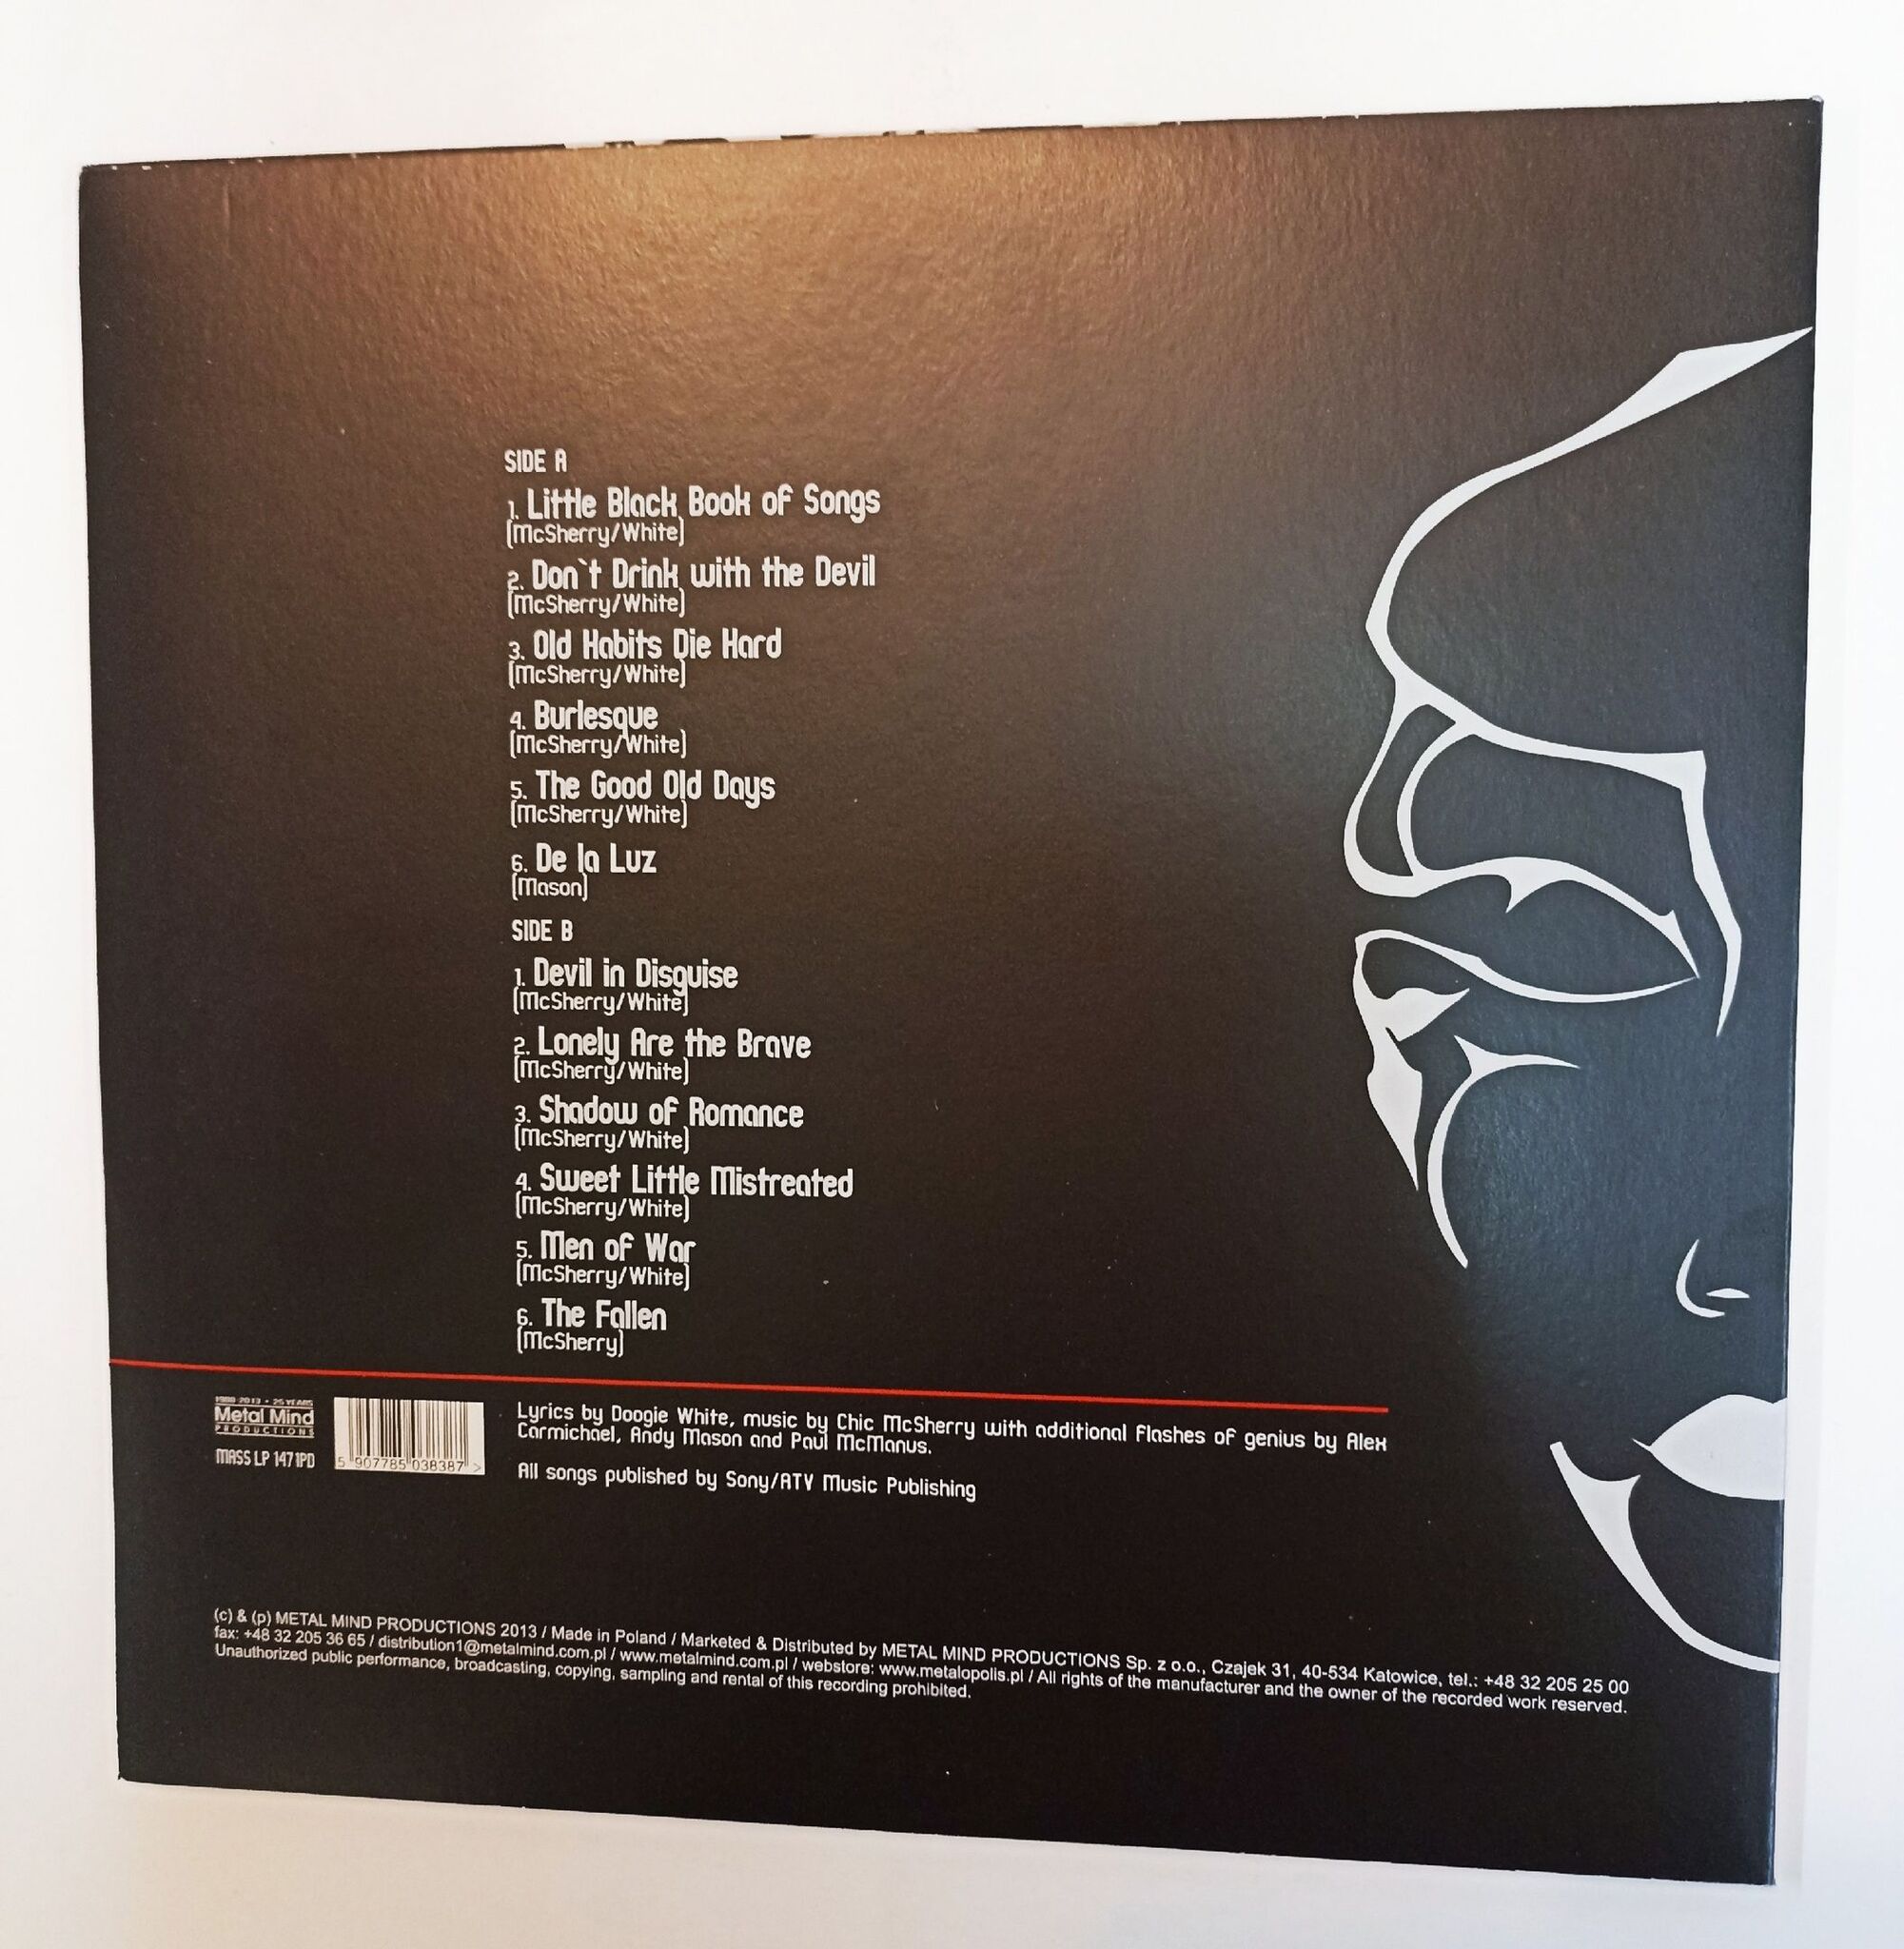 SIDE A
1. Little Black Book of Songs
(McSherry/White)
2. Don`t Drink with the Devil
(McSherry/White)
3. Old Habits Die Hard
(McSherry/White)
4. Burlesque
(McSherry/White)
5. The Good Old Days
(McSherry/White)
6. De la Luz
(Mason)
SIDE B
1. Devil in Disguise
(McSherry/White)
2. Lonely Are the Brave
(McSherry/White)
3. Shadow of Romance
(McSherry/White)
4. Sweet Little Mistreated
(McSherry/White)
5. Men of War
(McSherry/White)
6. The Fallen
(McSherry)
1988-2013 • 25 YEARS
Metal Mind
PRODUCTIONS
MASS LP 1471PD
5 907785 038387 >
Lyrics by Doogie White, music by Chic McSherry with additional flashes of genius by Alex
Carmichael, Andy Mason and Paul McManus.
All songs published by Sony/ATV Music Publishing
(c) & (p) METAL MIND PRODUCTIONS 2013 / Made in Poland / Marketed & Distributed by METAL MIND PRODUCTIONS Sp. z o.o., Czajek 31, 40-534 Katowice, tel.: +48 32 205 25 00
fax: +48 32 205 36 65 / distribution1@metalmind.com.pl / www.metalmind.com.pl / webstore: www.metalopolis.pl / All rights of the manufacturer and the owner of the recorded work reserved.
Unauthorized public performance, broadcasting, copying, sampling and rental of this recording prohibited.